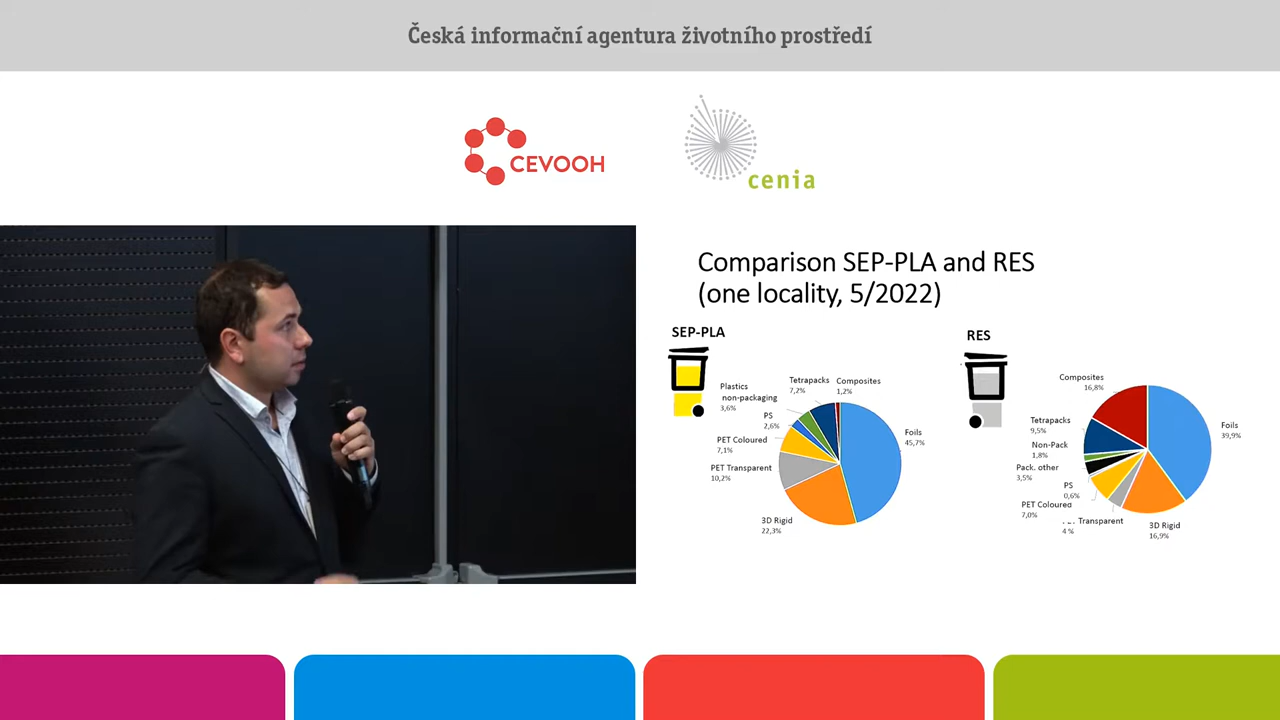 Česká informační agentura životního prostředí
CEVOOH
cenia
Comparison SEP-PLA and RES
(one locality, 5/2022)
SEP-PLA
Plastics
non-packaging
3,6%
Tetrapacks
7,2%
Composites
1,2%
PS
2,6%
PET Coloured
7,1%
PET Transparent
10,2%
3D Rigid
22,3%
Foils
45,7%
RES
Composites
16,8%
Tetrapacks
9,5%
Non-Pack
1,8%
Pack. other
3,5%
PS
0,6%
PET Coloured
7,0%
Transparent
4 %
3D Rigid
16,9%
Foils
39,9%